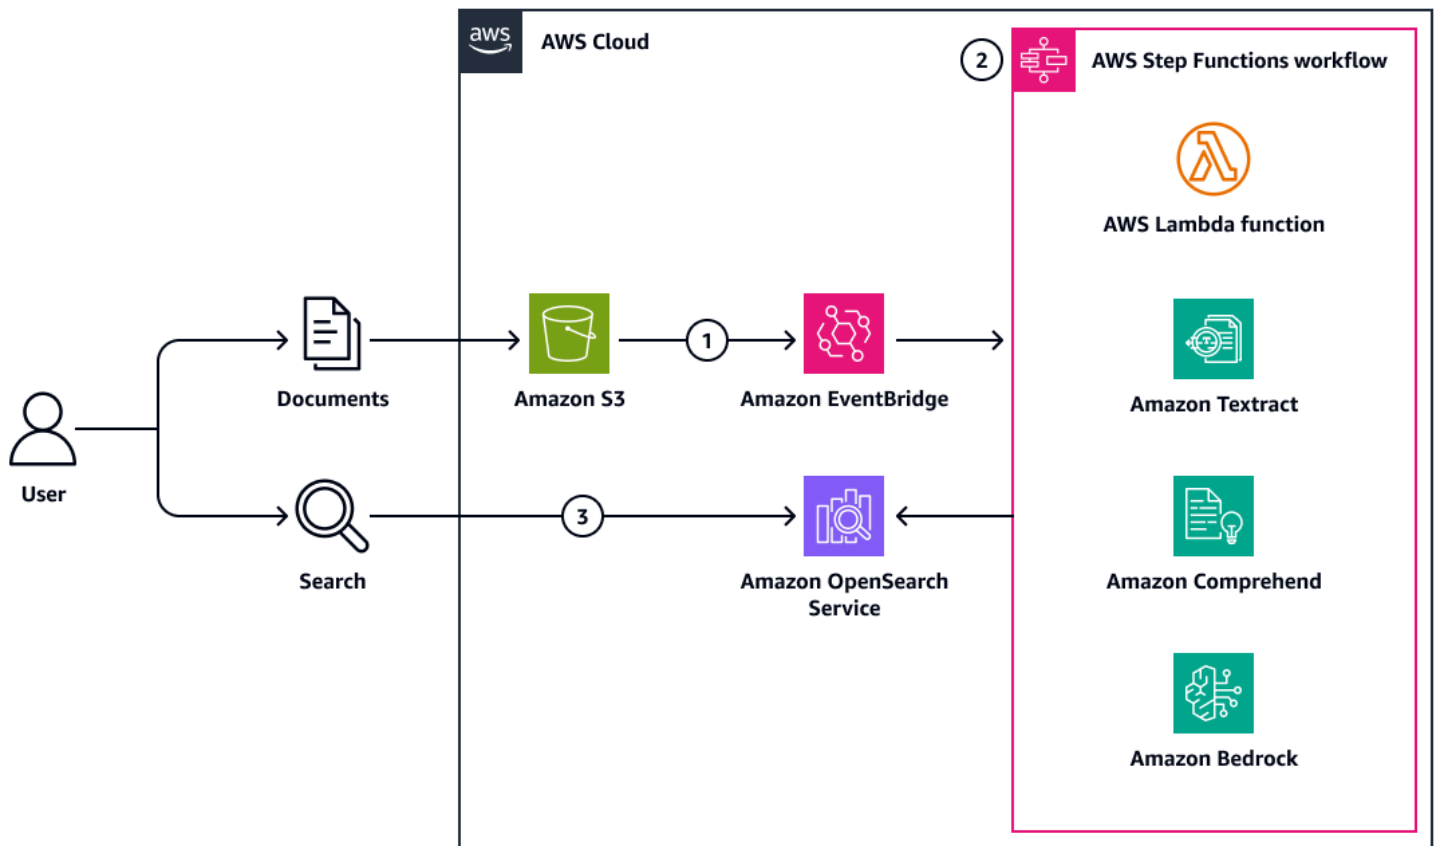 aws
AWS Cloud
2
AWS Step Functions workflow
AWS Lambda function
Documents
Amazon S3
1
Amazon EventBridge
Amazon Textract
User
Search
3
Amazon OpenSearch
Service
Amazon Comprehend
Amazon Bedrock